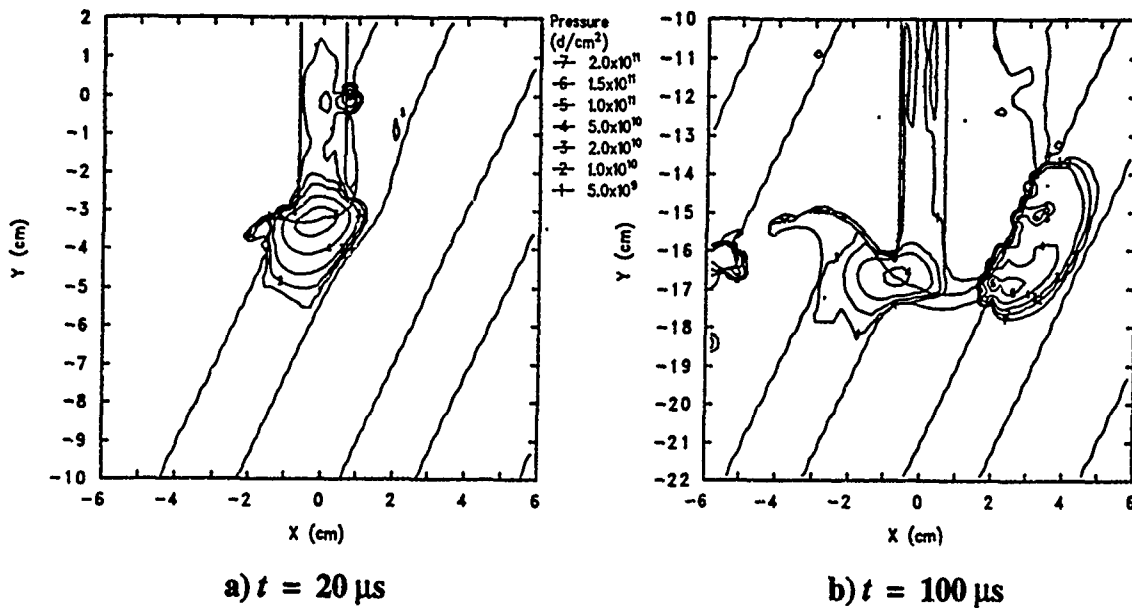 Pressure
(d/cm²)
7 2.0x10¹¹
6 1.5x10¹¹
5 1.0x10¹¹
4 5.0x10¹⁰
3 2.0x10¹⁰
2 1.0x10¹⁰
1 5.0x10⁹
2
1
0
-1
-2
-3
-4
-5
-6
-7
-8
-9
-10
Y (cm)
-6 -4 -2 0 2 4 6
X (cm)
a) t = 20 μs
-10
-11
-12
-13
-14
-15
-16
-17
-18
-19
-20
-21
-22
Y (cm)
-6 -4 -2 0 2 4 6
X (cm)
b) t = 100 μs